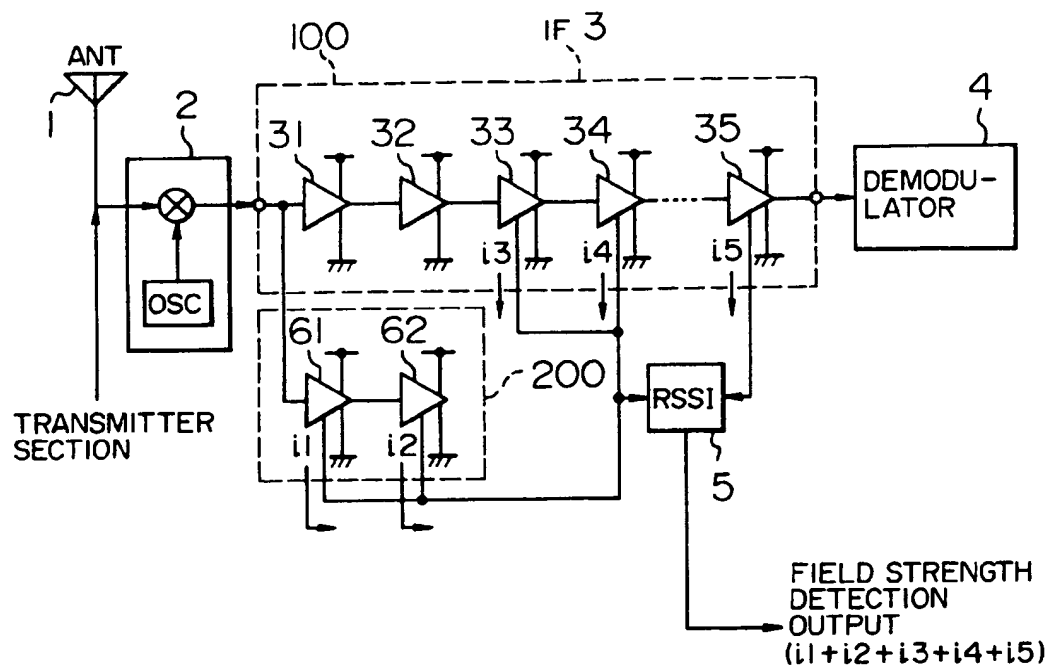 100
IF 3
ANT
1
2
4
31
32
33
34
35
DEMODU-
LATOR
OSC
i3
i4
i5
61
62
200
RSSI
TRANSMITTER
SECTION
i1
i2
5
FIELD STRENGTH
DETECTION
OUTPUT
(i1+i2+i3+i4+i5)